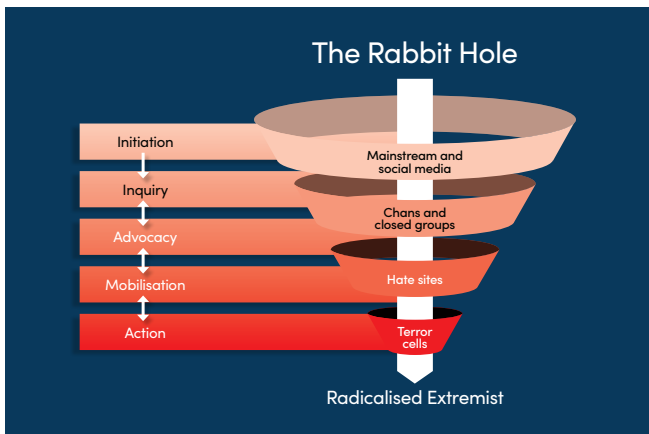 The Rabbit Hole
Initiation
Mainstream and
social media
Inquiry
Chans and
closed groups
Advocacy
Mobilisation
Hate sites
Action
Terror
cells
Radicalised Extremist